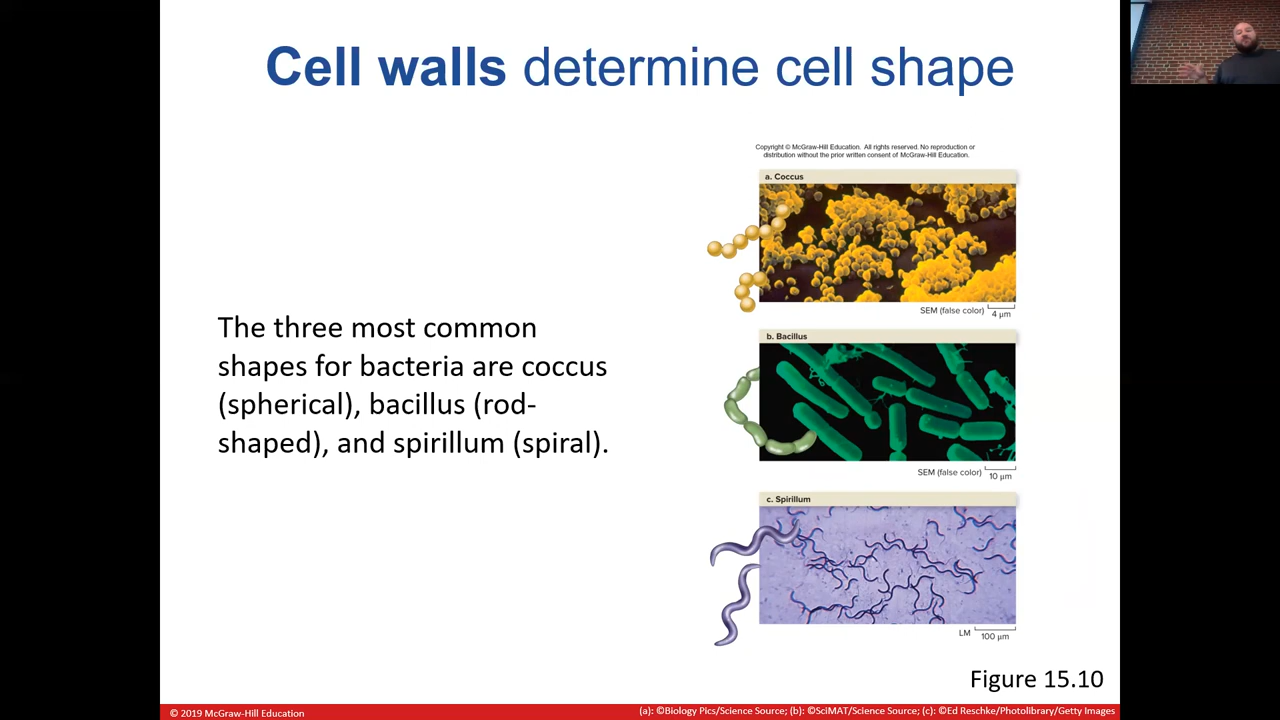 Cell walls determine cell shape
Copyright © McGraw-Hill Education. All rights reserved. No reproduction or
distribution without the prior written consent of McGraw-Hill Education.
a. Coccus
SEM (false color) 4 µm
The three most common
shapes for bacteria are coccus
(spherical), bacillus (rod-
shaped), and spirillum (spiral).
b. Bacillus
SEM (false color) 10 µm
c. Spirillum
LM 100 µm
Figure 15.10
© 2019 McGraw-Hill Education
(a): ©Biology Pics/Science Source; (b): ©SciMAT/Science Source; (c): ©Ed Reschke/Photolibrary/Getty Images